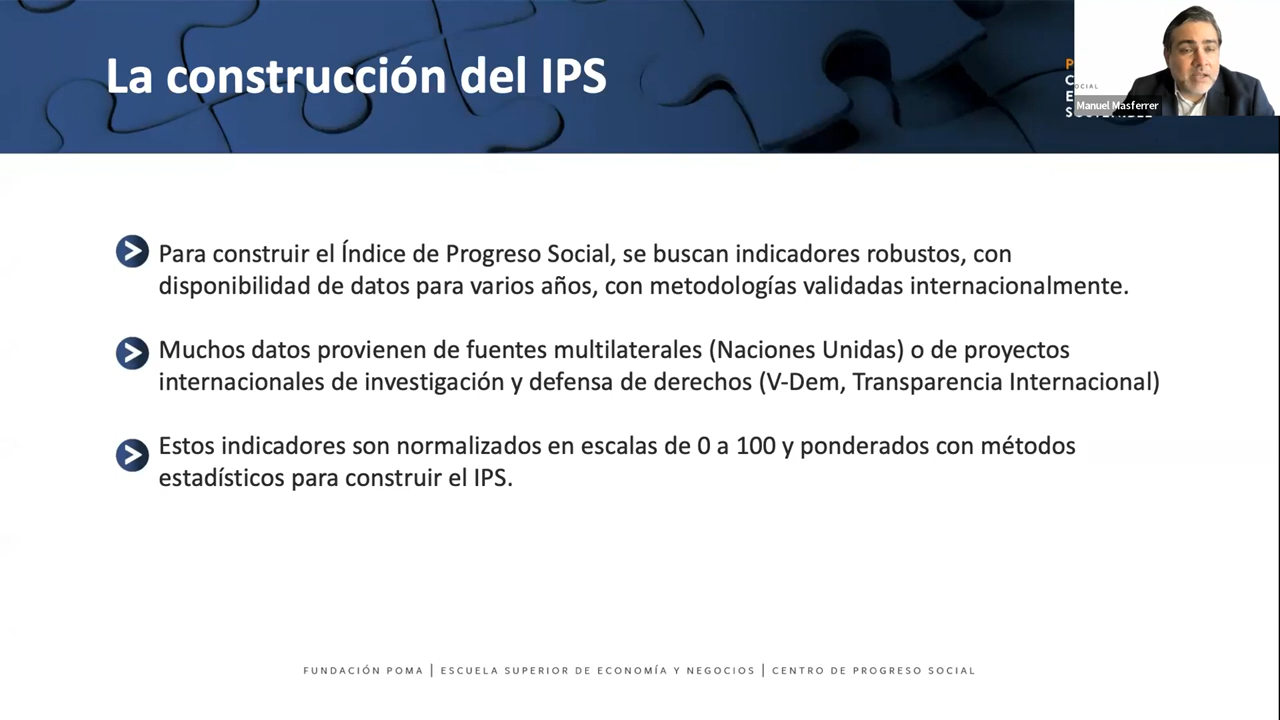 La construcción del IPS
OCIAL
Manuel Masferrer
Para construir el Índice de Progreso Social, se buscan indicadores robustos, con
disponibilidad de datos para varios años, con metodologías validadas internacionalmente.
Muchos datos provienen de fuentes multilaterales (Naciones Unidas) o de proyectos
internacionales de investigación y defensa de derechos (V-Dem, Transparencia Internacional)
Estos indicadores son normalizados en escalas de 0 a 100 y ponderados con métodos
estadísticos para construir el IPS.
FUNDACIÓN POMA | ESCUELA SUPERIOR DE ECONOMÍA Y NEGOCIOS | CENTRO DE PROGRESO SOCIAL